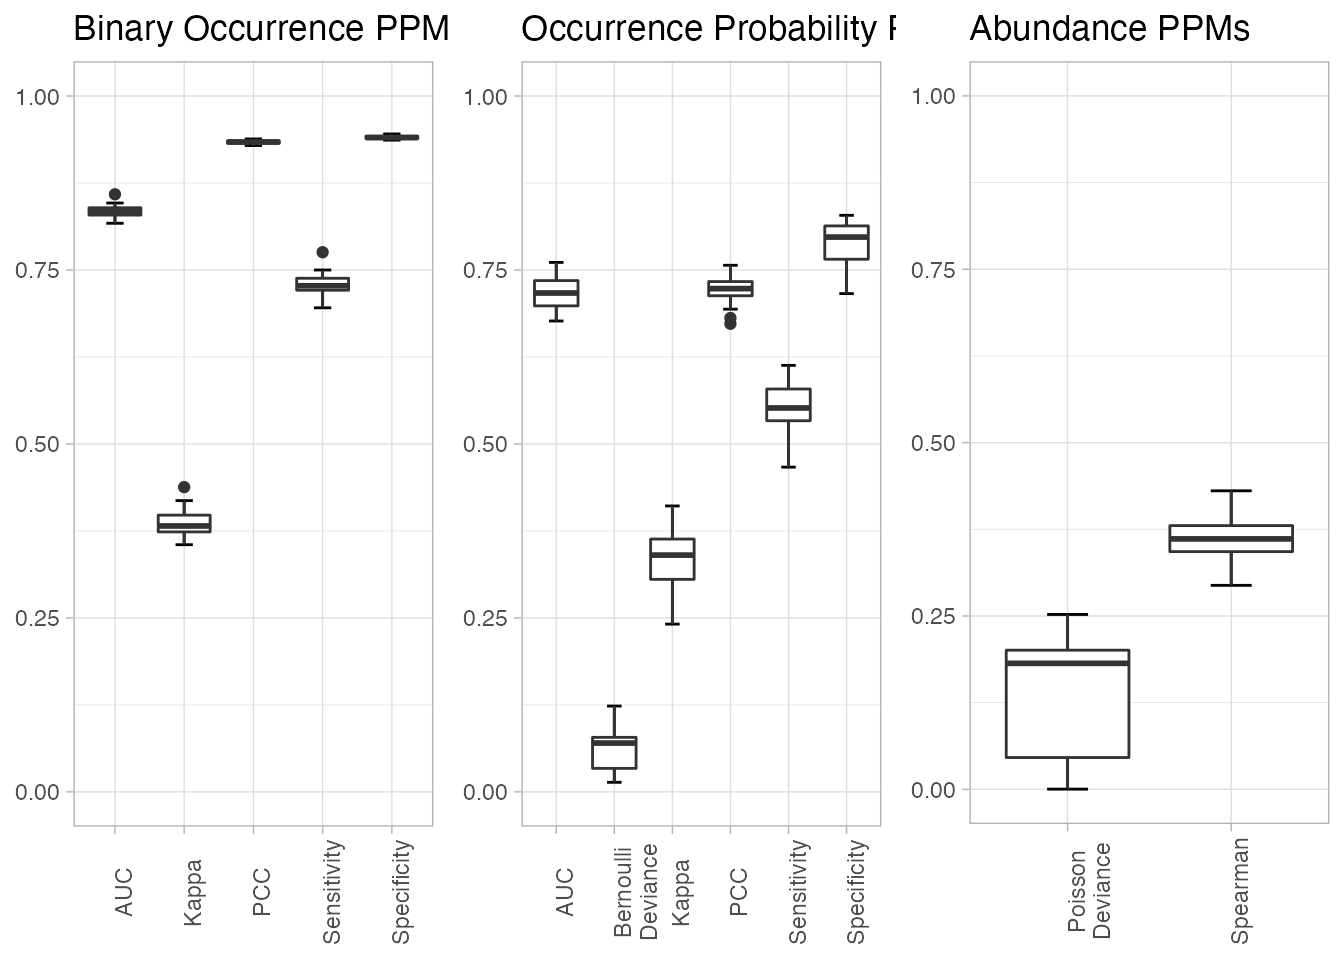 Binary Occurrence PPM
1.00
0.75
0.50
0.25
0.00
AUC
Kappa
PCC
Sensitivity
Specificity
Occurrence Probability
1.00
0.75
0.50
0.25
0.00
AUC
Bernoulli
Deviance
Kappa
PCC
Sensitivity
Specificity
Abundance PPMs
1.00
0.75
0.50
0.25
0.00
Poisson
Deviance
Spearman